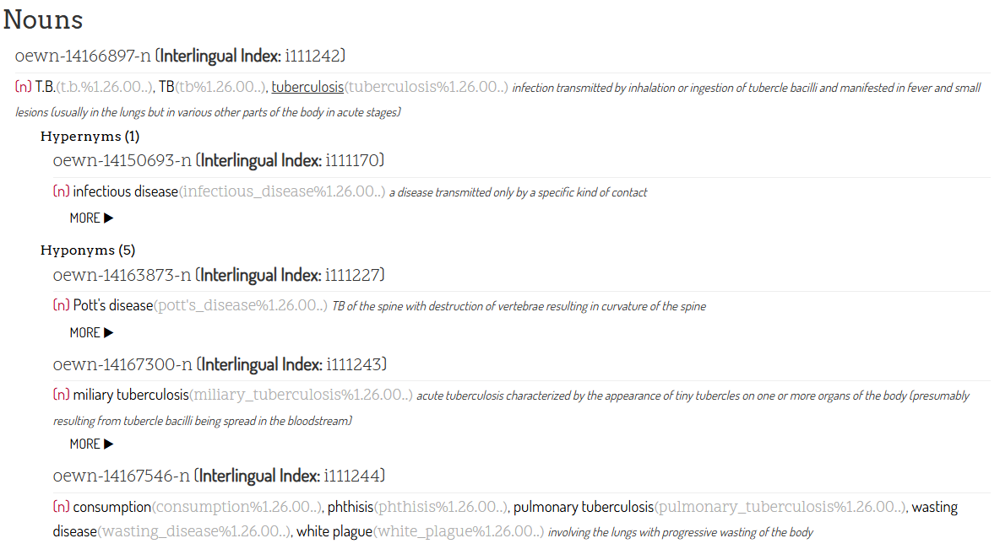 Nouns
oewn-14166897-n (Interlingual Index: i111242)
(n) T.B.(t.b.%1.26.00..), TB(tb%1.26.00..), tuberculosis(tuberculosis%1.26.00..) infection transmitted by inhalation or ingestion of tubercle bacilli and manifested in fever and small
lesions (usually in the lungs but in various other parts of the body in acute stages)
Hypernyms (1)
oewn-14150693-n (Interlingual Index: i111170)
(n) infectious disease(infectious_disease%1.26.00..) a disease transmitted only by a specific kind of contact
MORE ▶
Hyponyms (5)
oewn-14163873-n (Interlingual Index: i111227)
(n) Pott's disease(pott's_disease%1.26.00..) TB of the spine with destruction of vertebrae resulting in curvature of the spine
MORE ▶
oewn-14167300-n (Interlingual Index: i111243)
(n) miliary tuberculosis(miliary_tuberculosis%1.26.00..) acute tuberculosis characterized by the appearance of tiny tubercles on one or more organs of the body (presumably
resulting from tubercle bacilli being spread in the bloodstream)
MORE ▶
oewn-14167546-n (Interlingual Index: i111244)
(n) consumption(consumption%1.26.00..), phthisis(phthisis%1.26.00..), pulmonary tuberculosis(pulmonary_tuberculosis%1.26.00..), wasting
disease(wasting_disease%1.26.00..), white plague(white_plague%1.26.00..) involving the lungs with progressive wasting of the body